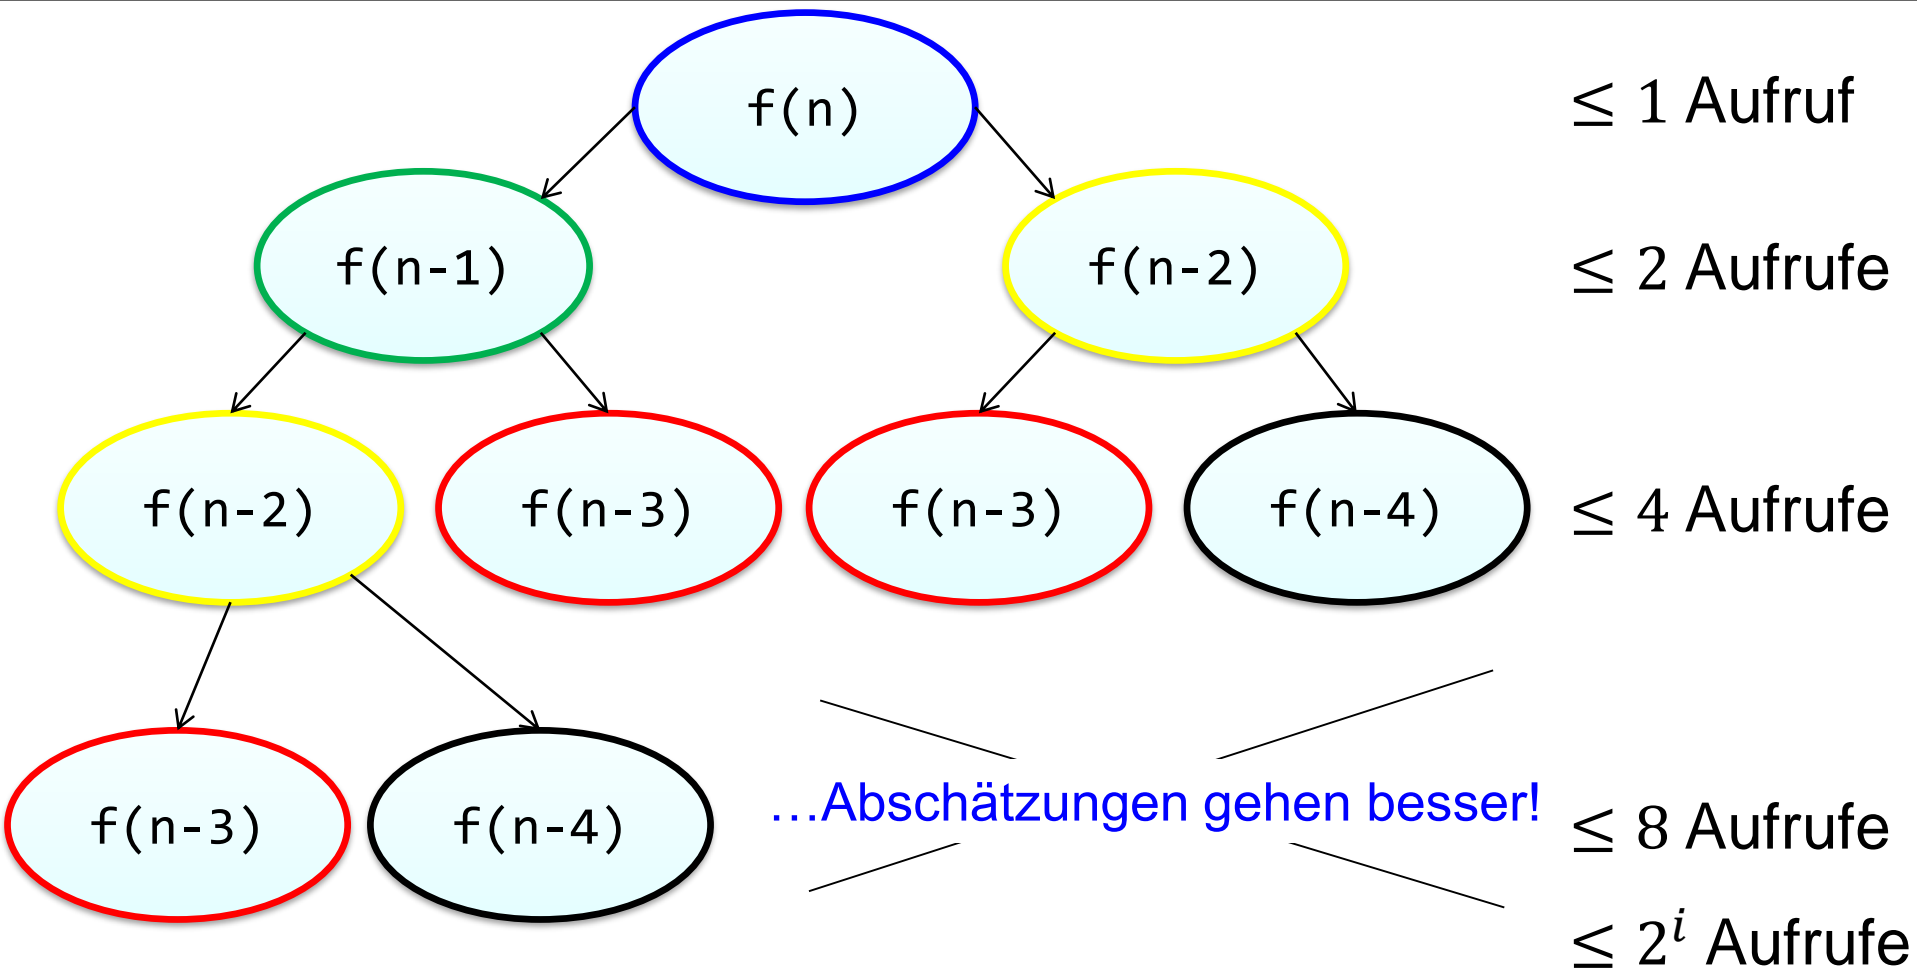 f(n) ≤ 1 Aufruf
f(n-1) f(n-2) ≤ 2 Aufrufe
f(n-2) f(n-3) f(n-3) f(n-4) ≤ 4 Aufrufe
f(n-3) f(n-4) ...Abschätzungen gehen besser! ≤ 8 Aufrufe
≤ 2^i Aufrufe